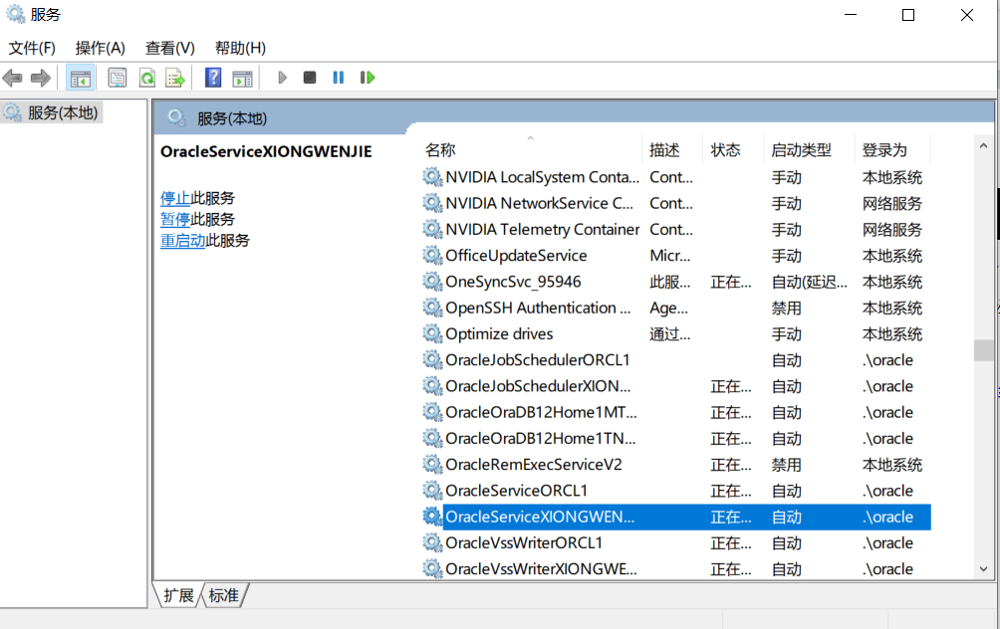 服务
文件(F) 操作(A) 查看(V) 帮助(H)
服务(本地)
服务(本地)
OracleServiceXIONGWENJIE
停止此服务
暂停此服务
重启动此服务
名称 描述 状态 启动类型 登录为
NVIDIA LocalSystem Conta... Cont... 手动 本地系统
NVIDIA NetworkService C... Cont... 手动 网络服务
NVIDIA Telemetry Container Cont... 手动 网络服务
OfficeUpdateService Micr... 手动 本地系统
OneSyncSvc_95946 此服... 正在... 自动(延迟... 本地系统
OpenSSH Authentication ... Age... 禁用 本地系统
Optimize drives 通过... 手动 本地系统
OracleJobSchedulerORCL1 自动 .\oracle
OracleJobSchedulerXION... 正在... 自动 .\oracle
OracleOraDB12Home1MT... 正在... 自动 .\oracle
OracleOraDB12Home1TN... 正在... 自动 .\oracle
OracleRemExecServiceV2 正在... 禁用 本地系统
OracleServiceORCL1 正在... 自动 .\oracle
OracleServiceXIONGWEN... 正在... 自动 .\oracle
OracleVssWriterORCL1 正在... 自动 .\oracle
OracleVssWriterXIONGWE... 正在... 自动 .\oracle
扩展 标准